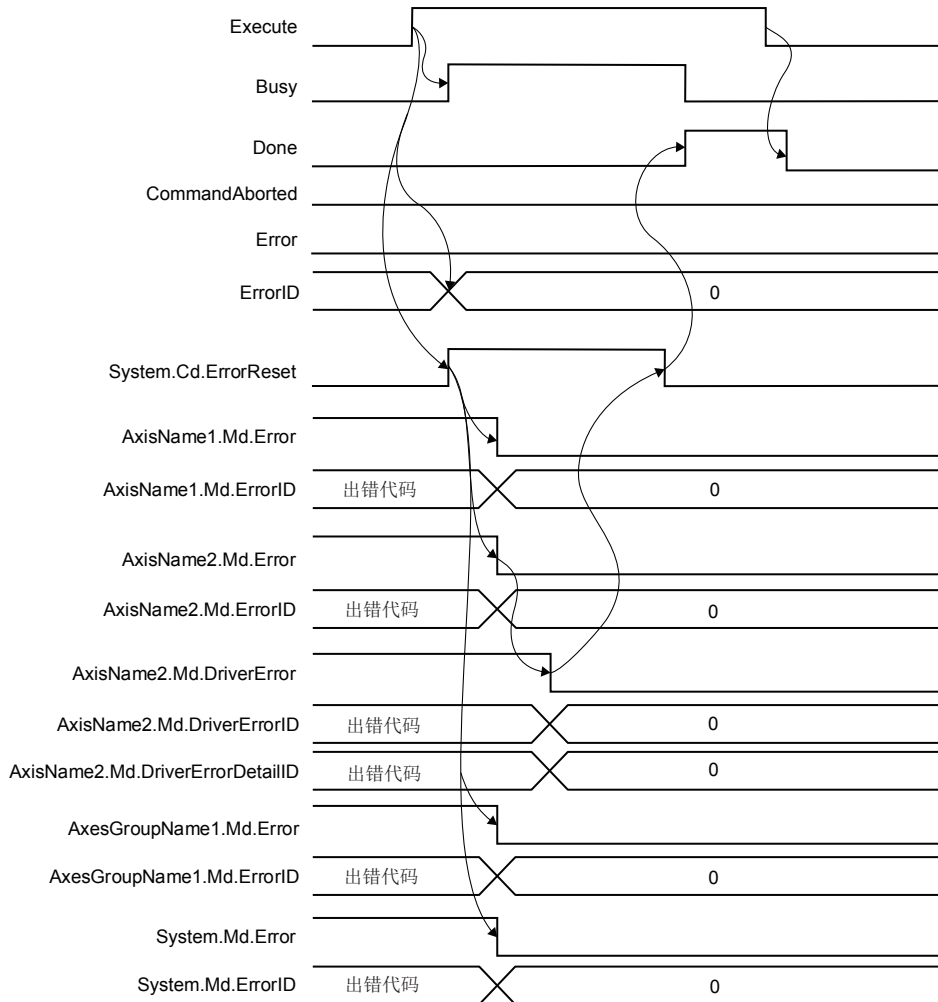 Execute
Busy
Done
CommandAborted
Error
ErrorID 0
System.Cd.ErrorReset
AxisName1.Md.Error
AxisName1.Md.ErrorID 出错代码 0
AxisName2.Md.Error
AxisName2.Md.ErrorID 出错代码 0
AxisName2.Md.DriverError
AxisName2.Md.DriverErrorID 出错代码 0
AxisName2.Md.DriverErrorDetailID 出错代码 0
AxesGroupName1.Md.Error
AxesGroupName1.Md.ErrorID 出错代码 0
System.Md.Error
System.Md.ErrorID 出错代码 0